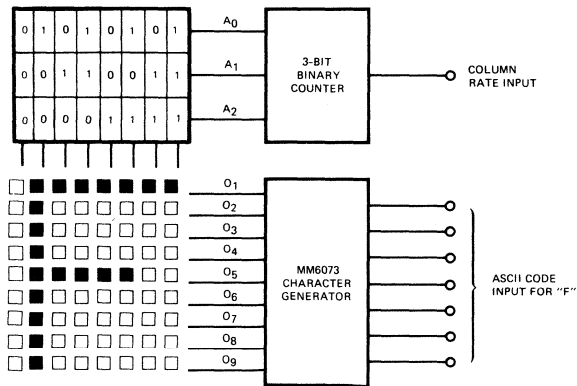 0 1 0 1 0 1 0 1
A0
0 0 1 1 0 0 1 1
A1
0 0 0 0 1 1 1 1
A2
3-BIT
BINARY
COUNTER
COLUMN
RATE INPUT
O1
O2
O3
O4
O5
O6
O7
O8
O9
MM6073
CHARACTER
GENERATOR
ASCII CODE
INPUT FOR "F"